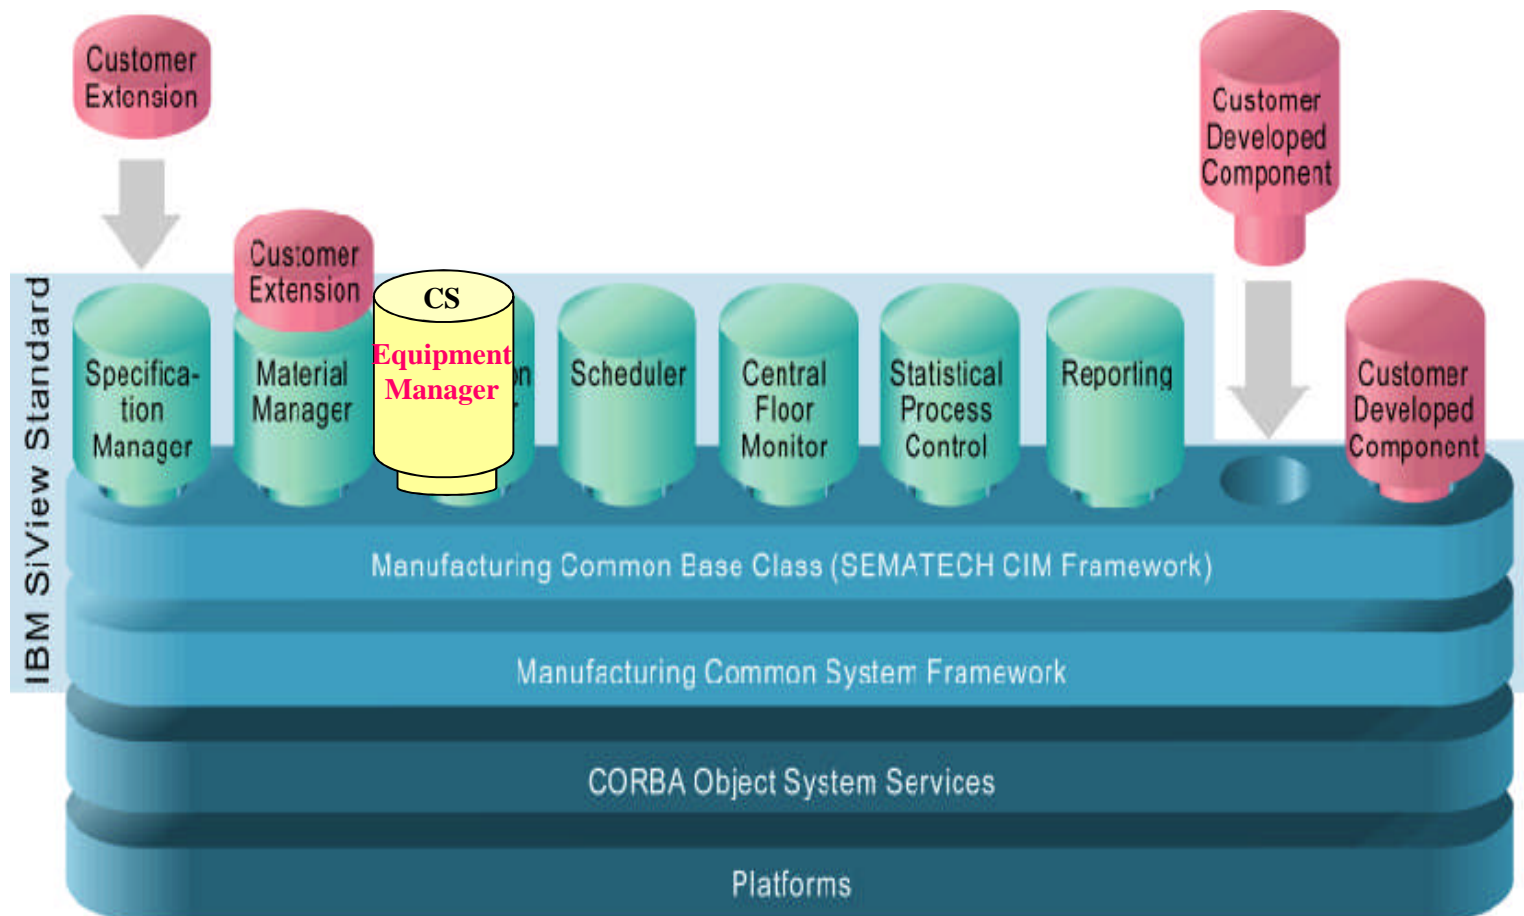 Customer
Extension
Customer
Developed
Component
Customer
Extension
CS
Equipment
Manager
Specifica-
tion
Manager
Material
Manager
on
r
Scheduler
Central
Floor
Monitor
Statistical
Process
Control
Reporting
Customer
Developed
Component
IBM SiView Standard
Manufacturing Common Base Class (SEMATECH CIM Framework)
Manufacturing Common System Framework
CORBA Object System Services
Platforms